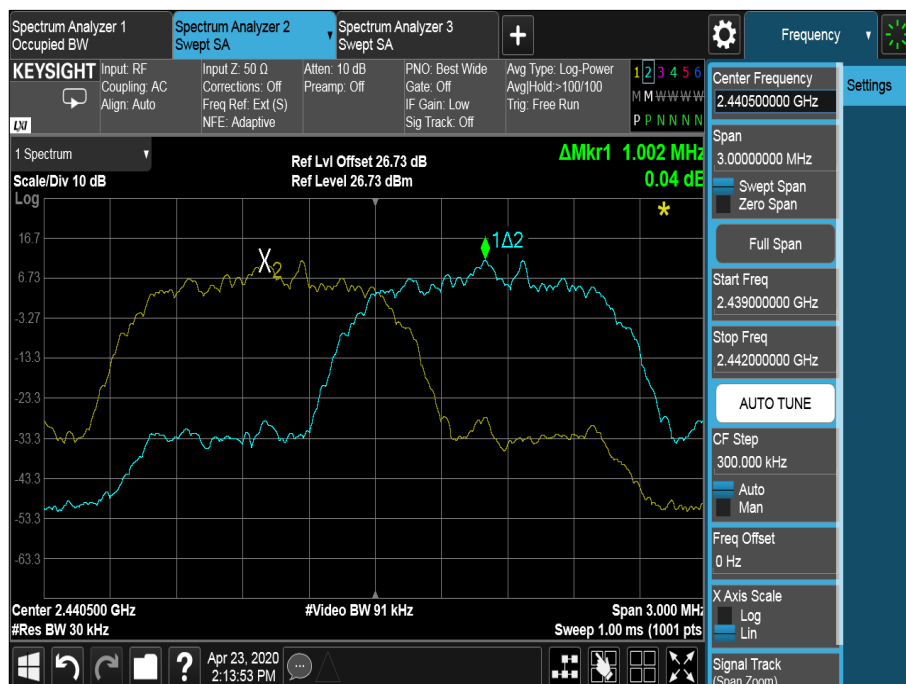 Spectrum Analyzer 1
Occupied BW
Spectrum Analyzer 2
Swept SA
Spectrum Analyzer 3
Swept SA
Frequency
KEYSIGHT
LXI
Input: RF
Coupling: AC
Align: Auto
Input Z: 50 Ω
Corrections: Off
Freq Ref: Ext (S)
NFE: Adaptive
Atten: 10 dB
Preamp: Off
PNO: Best Wide
Gate: Off
IF Gain: Low
Sig Track: Off
Avg Type: Log-Power
Avg|Hold:>100/100
Trig: Free Run
1 2 3 4 5 6
M M W W W W
P P N N N N
1 Spectrum
Scale/Div 10 dB
Log
Ref Lvl Offset 26.73 dB
Ref Level 26.73 dBm
ΔMkr1 1.002 MHz
0.04 dB
16.7
6.73
-3.27
-13.3
-23.3
-33.3
-43.3
-53.3
-63.3
X2
1Δ2
Center 2.440500 GHz
#Res BW 30 kHz
#Video BW 91 kHz
Span 3.000 MHz
Sweep 1.00 ms (1001 pts
Apr 23, 2020
2:13:53 PM
Center Frequency
2.440500000 GHz
Settings
Span
3.00000000 MHz
Swept Span
Zero Span
Full Span
Start Freq
2.439000000 GHz
Stop Freq
2.442000000 GHz
AUTO TUNE
CF Step
300.000 kHz
Auto
Man
Freq Offset
0 Hz
X Axis Scale
Log
Lin
Signal Track
(Span Zoom)